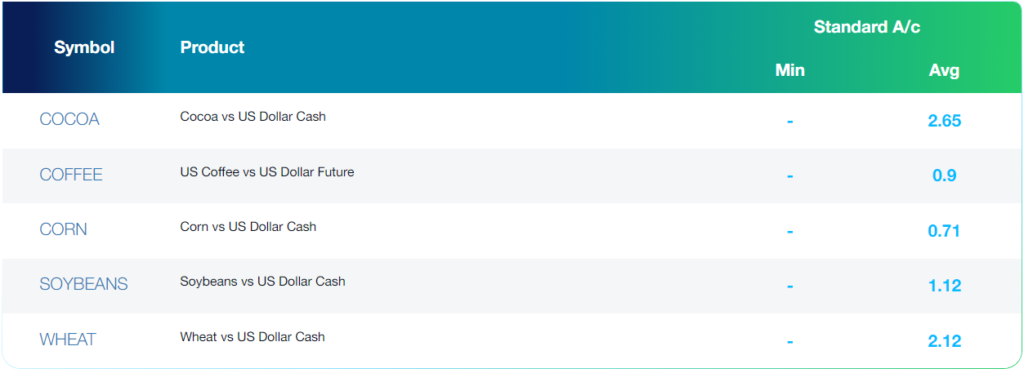 Symbol Product Standard A/c
Min Avg
COCOA Cocoa vs US Dollar Cash - 2.65
COFFEE US Coffee vs US Dollar Future - 0.9
CORN Corn vs US Dollar Cash - 0.71
SOYBEANS Soybeans vs US Dollar Cash - 1.12
WHEAT Wheat vs US Dollar Cash - 2.12